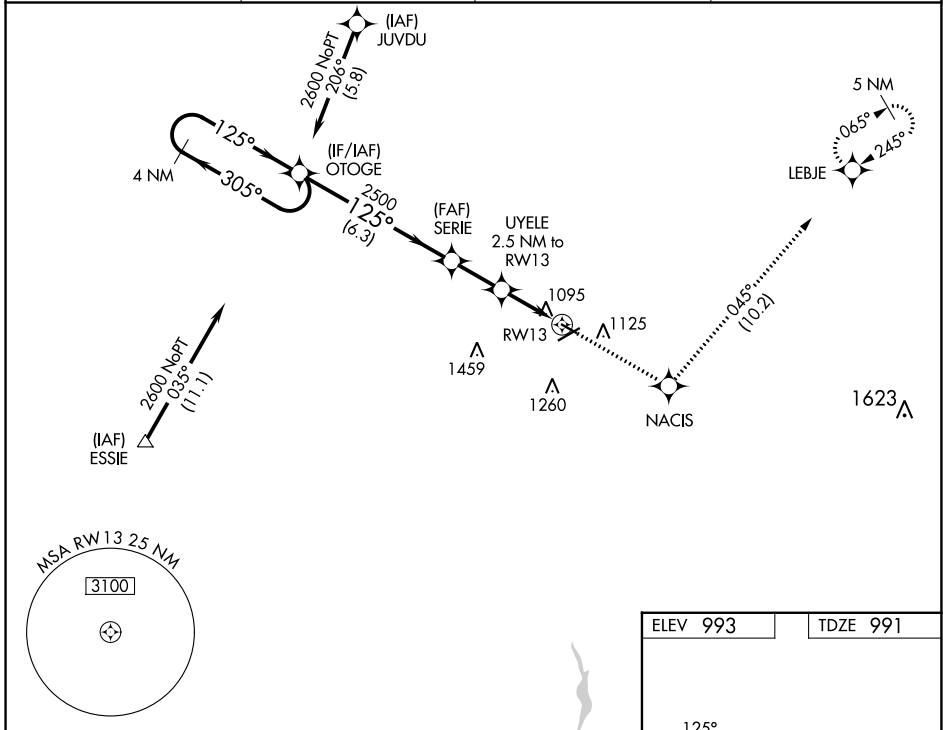 (IAF)
JUVDU
2600 NoPT
206°
(5.8)
5 NM
065°
245°
LEBJE
125°
(IF/IAF)
OTOGE
4 NM
305°
2500
125°
(6.3)
(FAF)
SERIE
UYELE
2.5 NM to
RW13
1095
RW13
1125
045°
(10.2)
1459
1260
NACIS
1623
2600 NoPT
035°
(11.1)
(IAF)
ESSIE
MSA RW13 25 NM
3100
ELEV 993
TDZE 991
125°